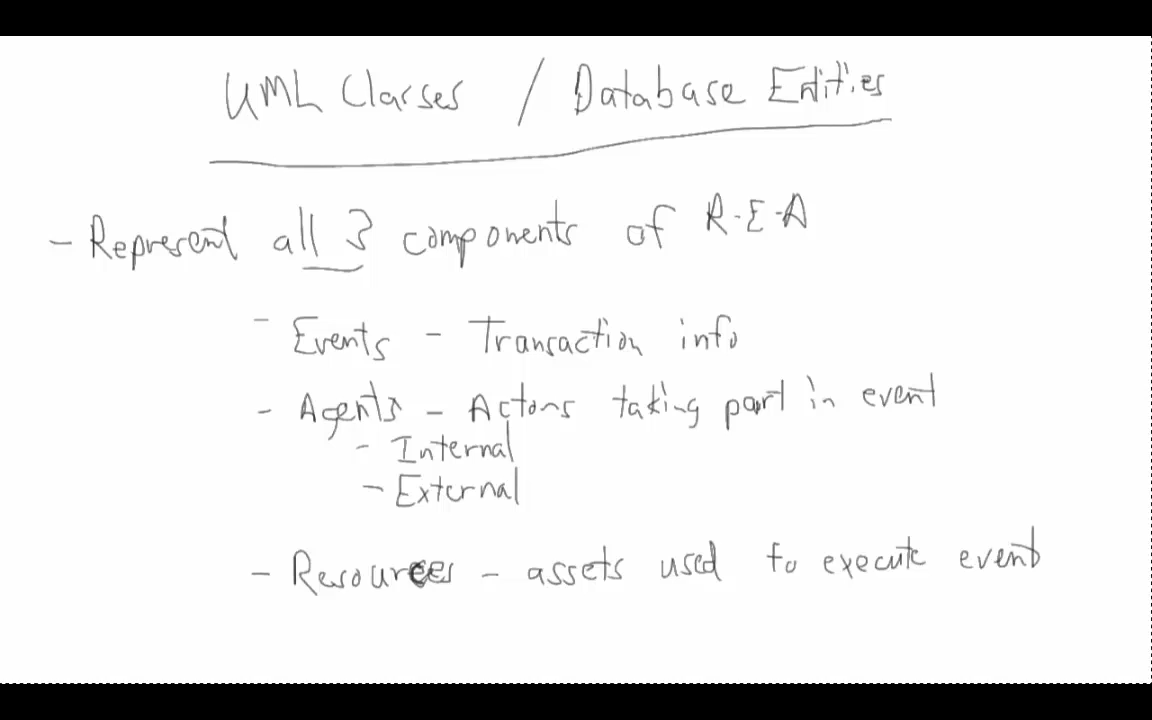 UML Classes / Database Entities
- Represent all 3 components of R-E-A
- Events - Transaction info
- Agents - Actors taking part in event
- Internal
- External
- Resources - assets used to execute event